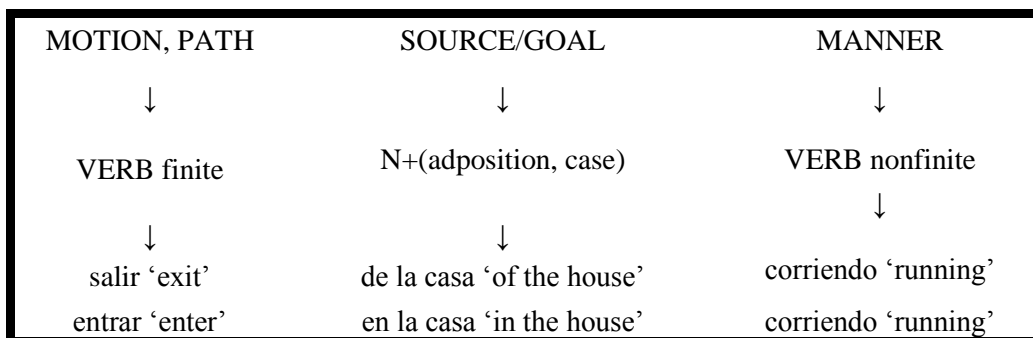 MOTION, PATH SOURCE/GOAL MANNER
↓ ↓ ↓
VERB finite N+(adposition, case) VERB nonfinite
↓ ↓ ↓
salir ‘exit’ de la casa ‘of the house’ corriendo ‘running’
entrar ‘enter’ en la casa ‘in the house’ corriendo ‘running’